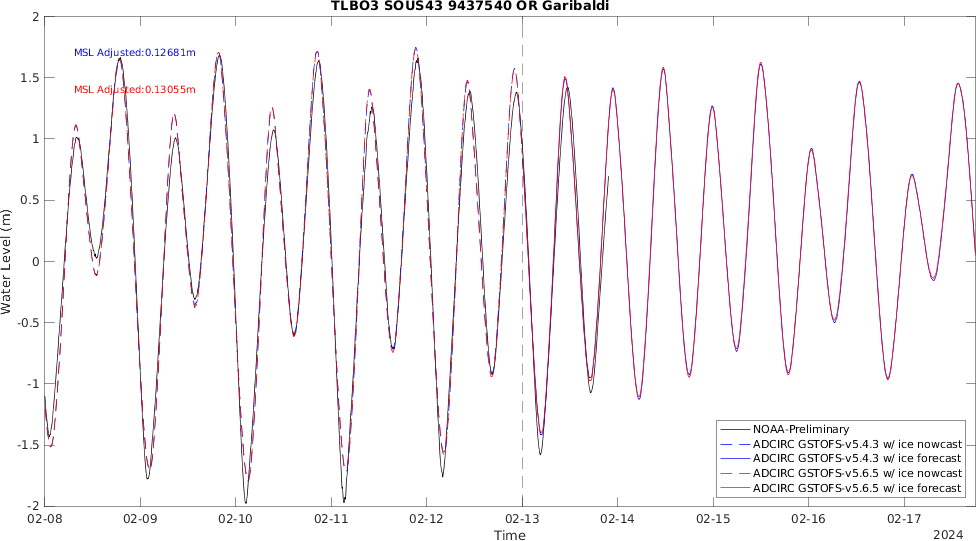 TLBO3 SOUS43 9437540 OR Garibaldi
MSL Adjusted:0.12681m
MSL Adjusted:0.13055m
Water Level (m)
2
1.5
1
0.5
0
-0.5
-1
-1.5
-2
NOAA-Preliminary
ADCIRC GSTOFS-v5.4.3 w/ ice nowcast
ADCIRC GSTOFS-v5.4.3 w/ ice forecast
ADCIRC GSTOFS-v5.6.5 w/ ice nowcast
ADCIRC GSTOFS-v5.6.5 w/ ice forecast
02-08 02-09 02-10 02-11 02-12 02-13 02-14 02-15 02-16 02-17
Time
2024